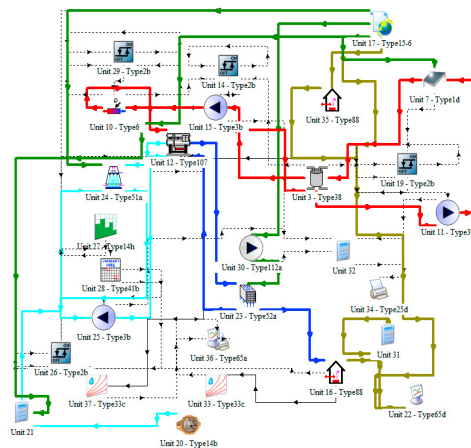 Unit 17 - Type15-6
Unit 29 - Type2b
Unit 14 - Type2b
Unit 7 - Type1d
Unit 35 - Type88
Unit 10 - Type6
Unit 15 - Type3b
Unit 12 - Type107
Unit 24 - Type51a
Unit 3 - Type38
Unit 19 - Type2b
Unit 11 - Type3
Unit 27 - Type14h
Unit 30 - Type112a
Unit 32
Unit 28 - Type41b
Unit 34 - Type25d
Unit 23 - Type52a
Unit 25 - Type3b
Unit 36 - Type65a
Unit 31
Unit 26 - Type2b
Unit 37 - Type33c
Unit 33 - Type33c
Unit 16 - Type88
Unit 22 - Type65d
Unit 21
Unit 20 - Type14b